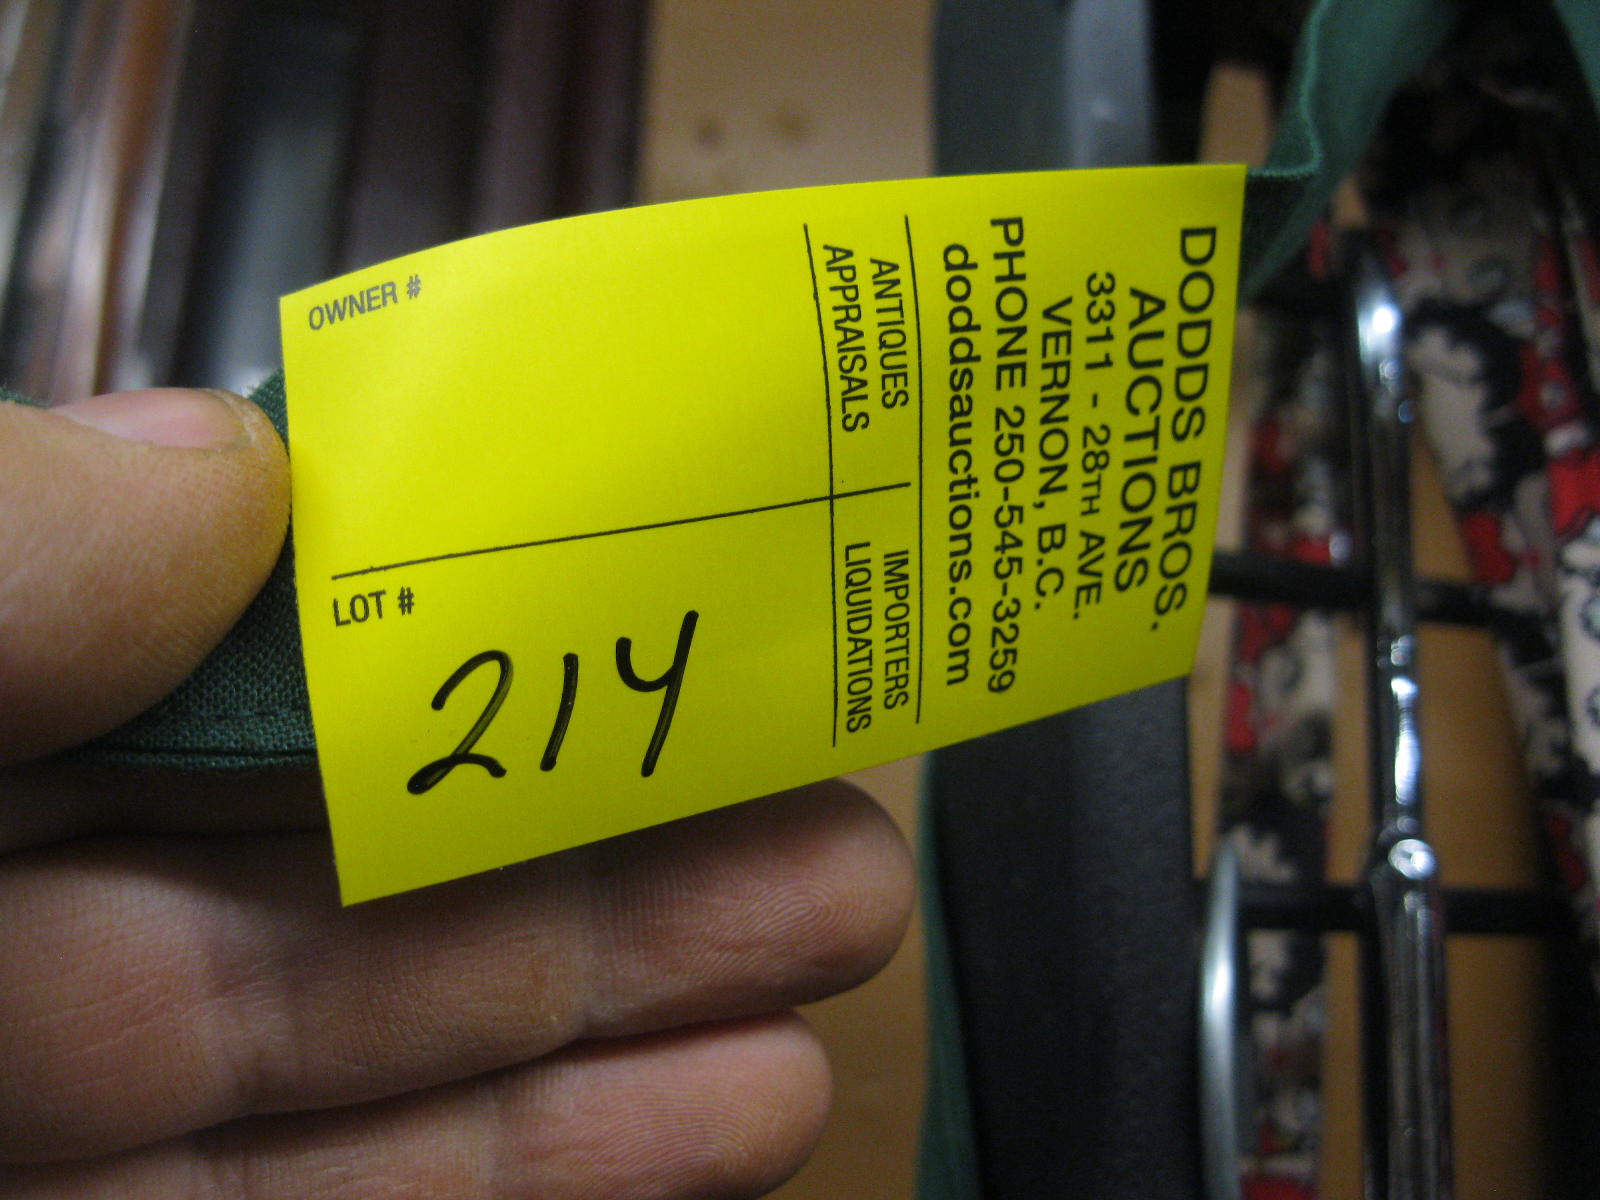 DODDS BROS.
AUCTIONS
3311 - 28TH AVE.
VERNON, B.C.
PHONE 250-545-3259
doddsauctions.com
ANTIQUES
APPRAISALS
IMPORTERS
LIQUIDATIONS
OWNER #
LOT #
214